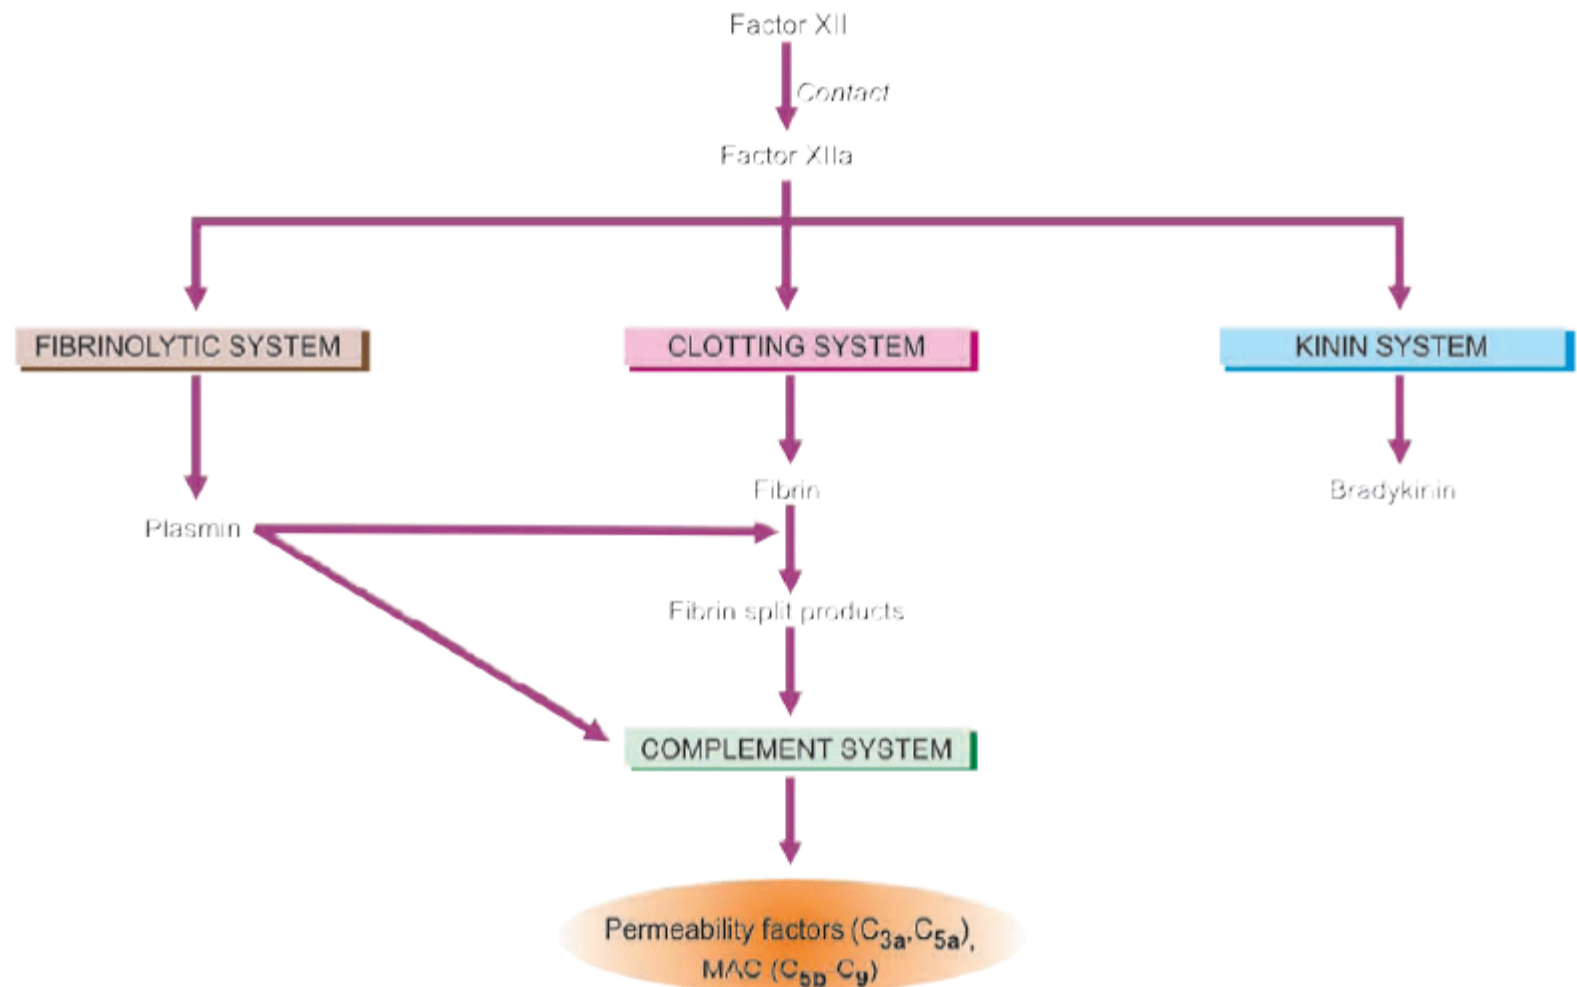 Factor XII
Contact
Factor XIIa
FIBRINOLYTIC SYSTEM
CLOTTING SYSTEM
KININ SYSTEM
Fibrin
Bradykinin
Plasmin
Fibrin split products
COMPLEMENT SYSTEM
Permeability factors (C3a,C5a),
MAC (C5b-C9)